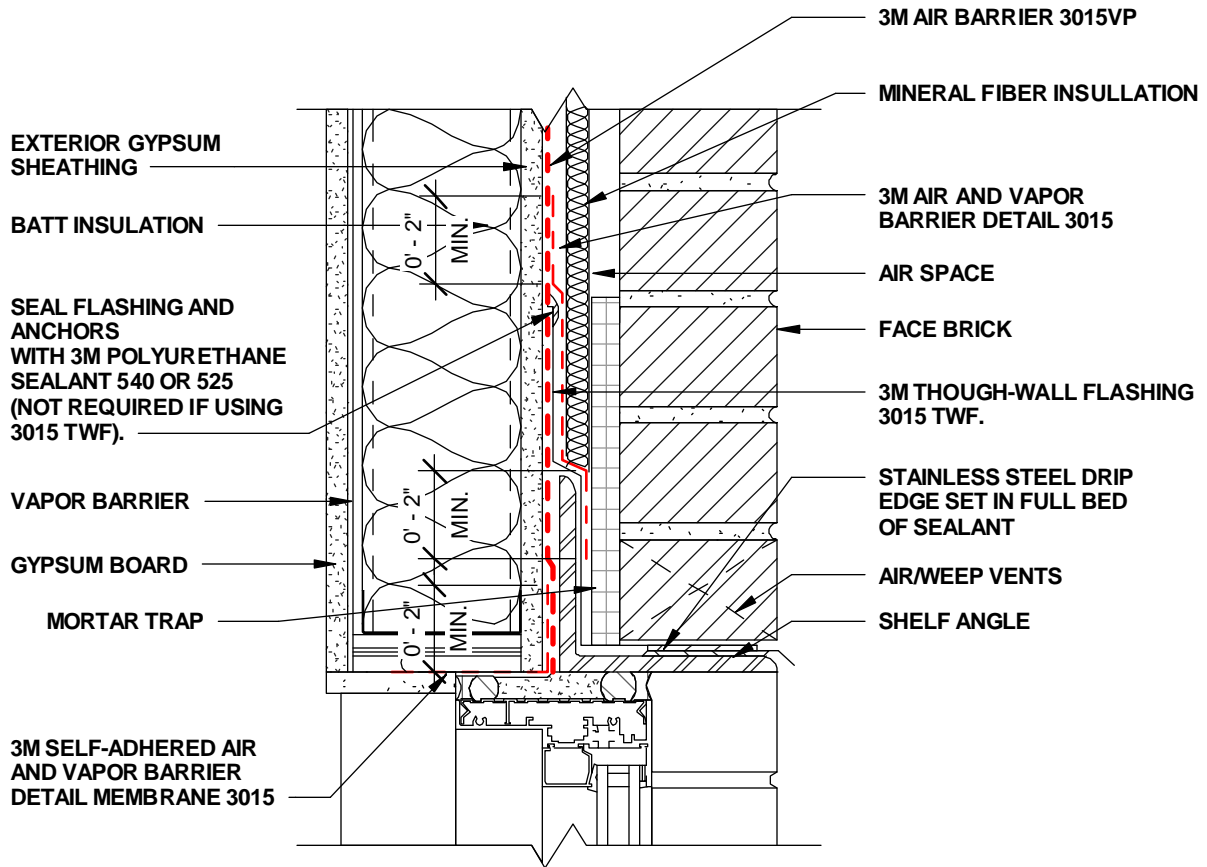 EXTERIOR GYPSUM
SHEATHING
BATT INSULATION
SEAL FLASHING AND
ANCHORS
WITH 3M POLYURETHANE
SEALANT 540 OR 525
(NOT REQUIRED IF USING
3015 TWF).
VAPOR BARRIER
GYPSUM BOARD
MORTAR TRAP
3M SELF-ADHERED AIR
AND VAPOR BARRIER
DETAIL MEMBRANE 3015
0' - 2"
MIN.
0' - 2"
MIN.
0' - 2"
MIN.
3M AIR BARRIER 3015VP
MINERAL FIBER INSULLATION
3M AIR AND VAPOR
BARRIER DETAIL 3015
AIR SPACE
FACE BRICK
3M THOUGH-WALL FLASHING
3015 TWF.
STAINLESS STEEL DRIP
EDGE SET IN FULL BED
OF SEALANT
AIR/WEEP VENTS
SHELF ANGLE